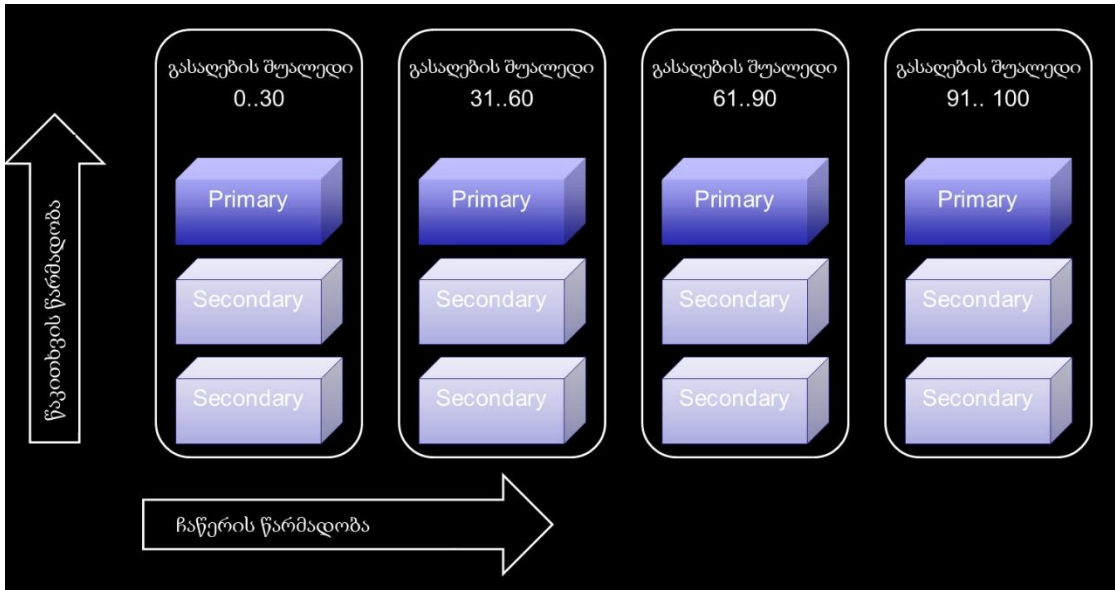 გასაღების შუალედი
0..30
გასაღების შუალედი
31..60
გასაღების შუალედი
61..90
გასაღების შუალედი
91.. 100
Primary
Primary
Primary
Primary
Secondary
Secondary
Secondary
Secondary
Secondary
Secondary
Secondary
Secondary
წაკითხვის წარმადობა
ჩაწერის წარმადობა